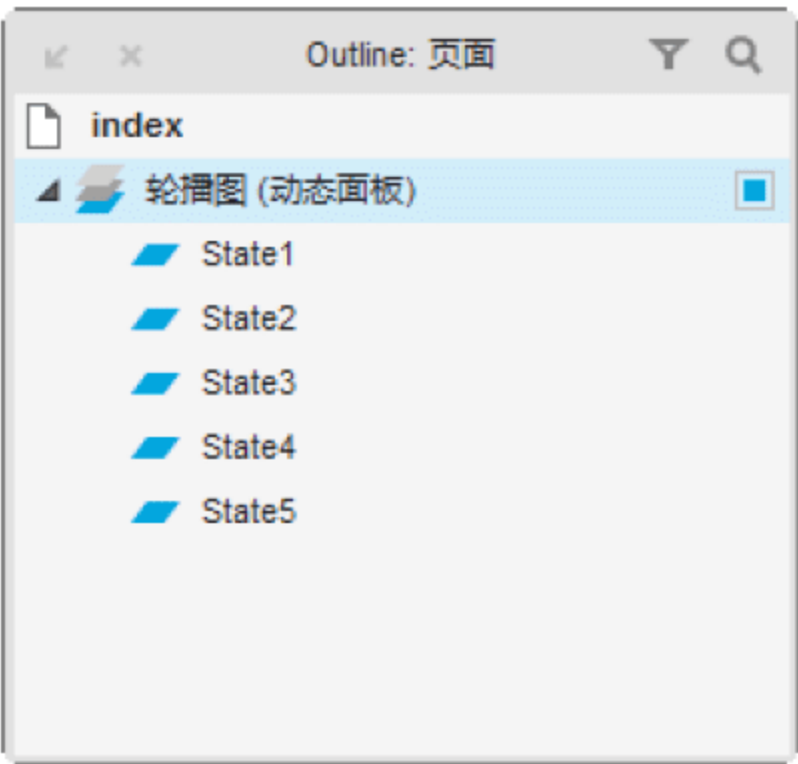 Outline: 页面
index
轮播图 (动态面板)
State1
State2
State3
State4
State5